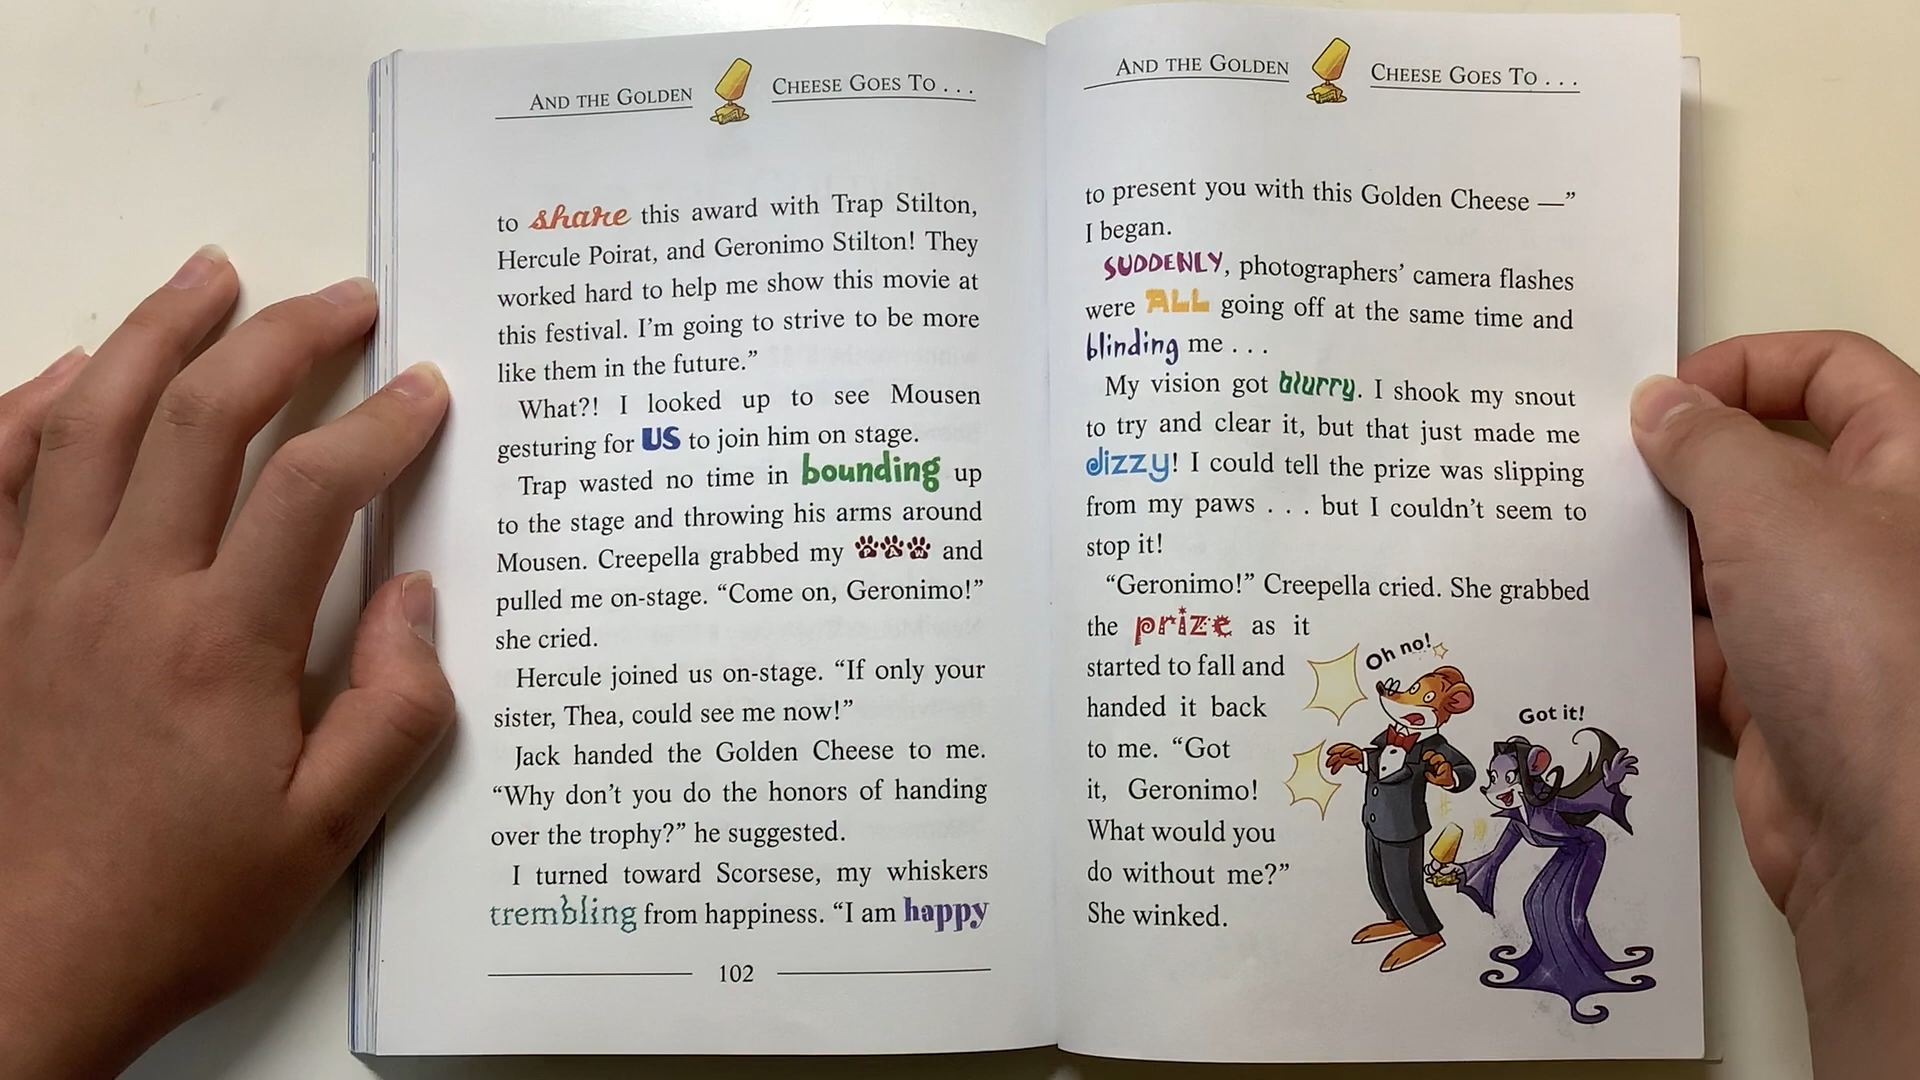 AND THE GOLDEN CHEESE GOES TO . . .
to share this award with Trap Stilton,
Hercule Poirat, and Geronimo Stilton! They
worked hard to help me show this movie at
this festival. I’m going to strive to be more
like them in the future.”
What?! I looked up to see Mousen
gesturing for US to join him on stage.
Trap wasted no time in bounding up
to the stage and throwing his arms around
Mousen. Creepella grabbed my PAW and
pulled me on-stage. “Come on, Geronimo!”
she cried.
Hercule joined us on-stage. “If only your
sister, Thea, could see me now!”
Jack handed the Golden Cheese to me.
“Why don’t you do the honors of handing
over the trophy?” he suggested.
I turned toward Scorsese, my whiskers
trembling from happiness. “I am happy
102
AND THE GOLDEN CHEESE GOES TO . . .
to present you with this Golden Cheese —”
I began.
SUDDENLY, photographers’ camera flashes
were ALL going off at the same time and
blinding me . . .
My vision got blurry. I shook my snout
to try and clear it, but that just made me
dizzy! I could tell the prize was slipping
from my paws . . . but I couldn’t seem to
stop it!
“Geronimo!” Creepella cried. She grabbed
the prize as it
started to fall and
handed it back
to me. “Got
it, Geronimo!
What would you
do without me?”
She winked.
Oh no!
Got it!